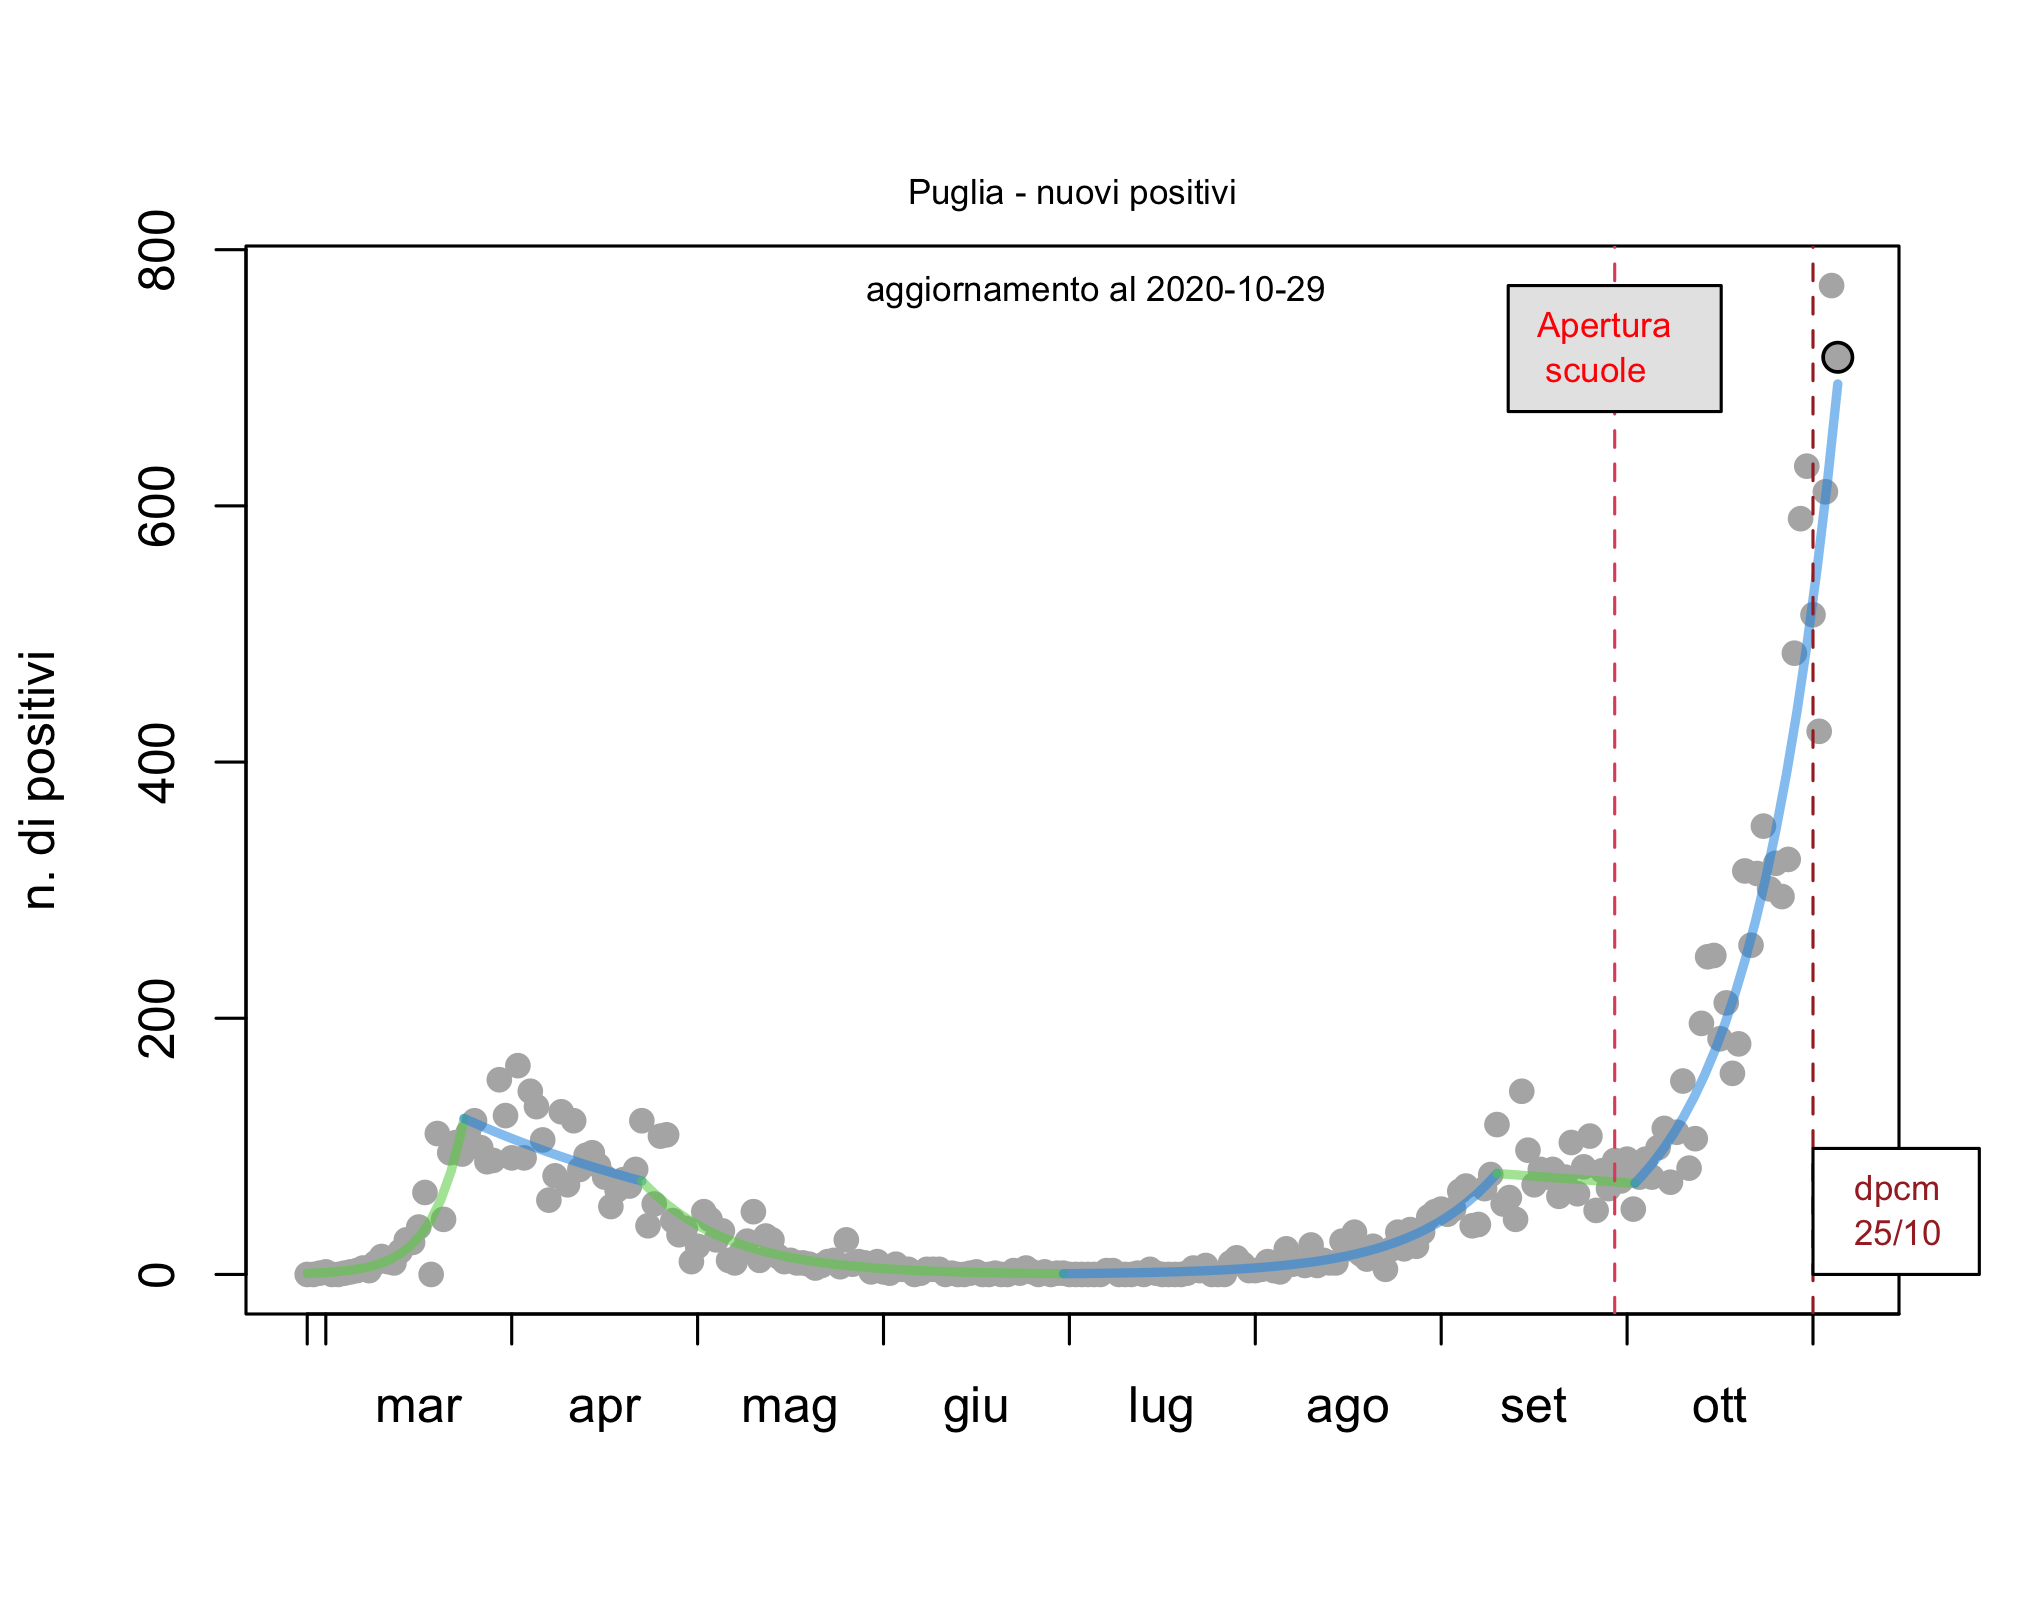 Puglia - nuovi positivi
aggiornamento al 2020-10-29
Apertura
scuole
dpcm
25/10
n. di positivi
800
600
400
200
0
mar apr mag giu lug ago set ott